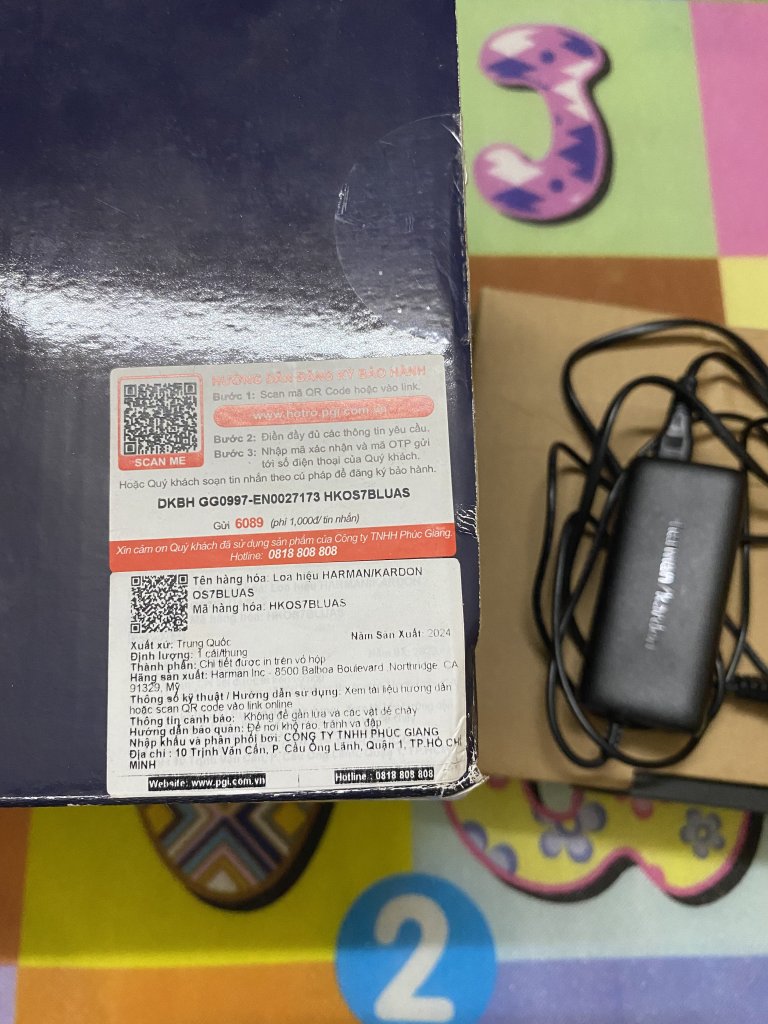 HƯỚNG DẪN ĐĂNG KÝ BẢO HÀNH
Bước 1: Scan mã QR Code hoặc vào link.
www.hotro.pgi.com.vn
Bước 2: Điền đầy đủ các thông tin yêu cầu.
Bước 3: Nhập mã xác nhận và mã OTP gửi
tới số điện thoại của Quý khách.
SCAN ME
Hoặc Quý khách soạn tin nhắn theo cú pháp để đăng ký bảo hành.
DKBH GG0997-EN0027173 HKOS7BLUAS
Gửi 6089 (phí 1,000đ/ tin nhắn)
Xin cảm ơn Quý khách đã sử dụng sản phẩm của Công ty TNHH Phúc Giang.
Hotline: 0818 808 808
Tên hàng hóa: Loa hiệu HARMAN/KARDON
OS7BLUAS
Mã hàng hóa: HKOS7BLUAS
Xuất xứ: Trung Quốc Năm Sản Xuất: 2024
Định lượng: 1 cái/thùng
Thành phần: Chi tiết được in trên vỏ hộp
Hãng sản xuất: Harman Inc - 8500 Balboa Boulevard ,Northridge, CA
91329, Mỹ
Thông số kỹ thuật / Hướng dẫn sử dụng: Xem tài liệu hướng dẫn
hoặc scan QR code vào link online
Thông tin cảnh báo: Không để gần lửa và các vật dễ cháy
Hướng dẫn bảo quản: Để nơi khô ráo, tránh va đập
Nhập khẩu và phân phối bởi: CÔNG TY TNHH PHÚC GIANG
Địa chỉ : 10 Trịnh Văn Cấn, P. Cầu Ông Lãnh, Quận 1, TP.HỒ CHÍ
MINH
Website: www.pgi.com.vn Hotline : 0818 808 808
harman/kardon
2